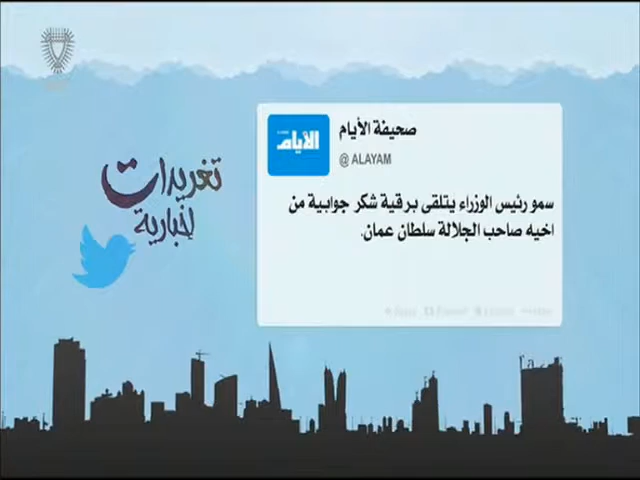 تغريدات
إخبارية
الأيام
صحيفة الأيام
@ ALAYAM
سمو رئيس الوزراء يتلقى برقية شكر جوابية من
اخيه صاحب الجلالة سلطان عمان.